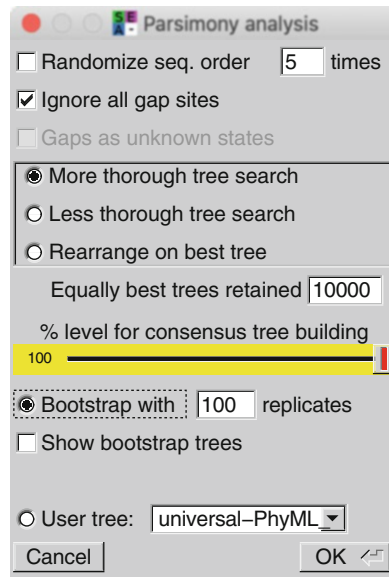 Parsimony analysis
Randomize seq. order 5 times
Ignore all gap sites
Gaps as unknown states
More thorough tree search
Less thorough tree search
Rearrange on best tree
Equally best trees retained 10000
% level for consensus tree building
100
Bootstrap with 100 replicates
Show bootstrap trees
User tree: universal–PhyML_
Cancel OK